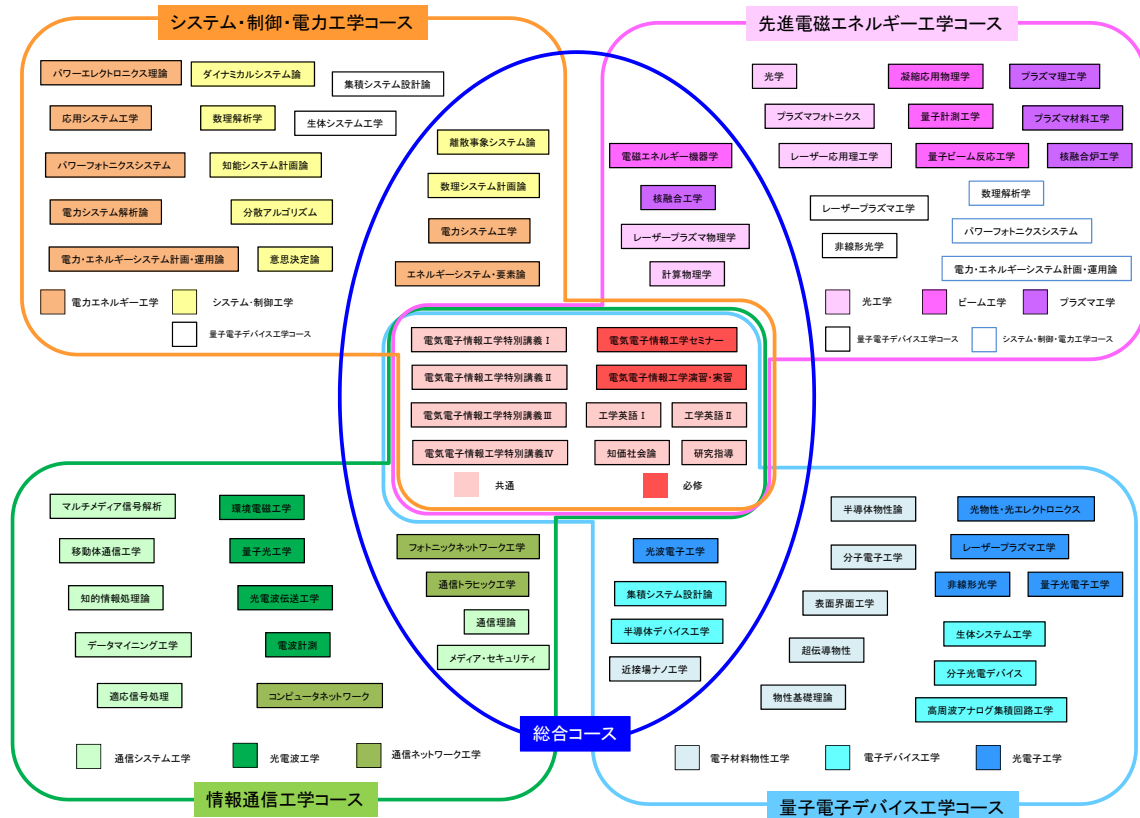 システム・制御・電力工学コース
パワーエレクトロニクス理論
ダイナミカルシステム論
集積システム設計論
応用システム工学
数理解析学
生体システム工学
パワーフォトニクスシステム
知能システム計画論
電力システム解析論
分散アルゴリズム
電力・エネルギーシステム計画・運用論
意思決定論
電力エネルギー工学
システム・制御工学
量子電子デバイス工学コース
離散事象システム論
数理システム計画論
電力システム工学
エネルギーシステム・要素論
先進電磁エネルギー工学コース
電磁エネルギー機器学
核融合工学
レーザープラズマ物理学
計算物理学
光学
凝縮応用物理学
プラズマ理工学
プラズマフォトニクス
量子計測工学
プラズマ材料工学
レーザー応用理工学
量子ビーム反応工学
核融合炉工学
レーザープラズマ工学
数理解析学
非線形光学
パワーフォトニクスシステム
電力・エネルギーシステム計画・運用論
光工学
ビーム工学
プラズマ工学
量子電子デバイス工学コース
システム・制御・電力工学コース
電気電子情報工学特別講義Ⅰ
電気電子情報工学セミナー
電気電子情報工学特別講義Ⅱ
電気電子情報工学演習・実習
電気電子情報工学特別講義Ⅲ
工学英語Ⅰ
工学英語Ⅱ
電気電子情報工学特別講義Ⅳ
知価社会論
研究指導
共通
必修
マルチメディア信号解析
環境電磁工学
移動体通信工学
量子光工学
知的情報処理論
光電波伝送工学
データマイニング工学
電波計測
適応信号処理
コンピュータネットワーク
通信システム工学
光電波工学
通信ネットワーク工学
情報通信工学コース
フォトニックネットワーク工学
通信トラヒック工学
通信理論
メディア・セキュリティ
総合コース
光波電子工学
集積システム設計論
半導体デバイス工学
近接場ナノ工学
半導体物性論
光物性・光エレクトロニクス
分子電子工学
レーザープラズマ工学
非線形光学
量子光電子工学
表面界面工学
生体システム工学
超伝導物性
分子光電デバイス
物性基礎理論
高周波アナログ集積回路工学
電子材料物性工学
電子デバイス工学
光電子工学
量子電子デバイス工学コース